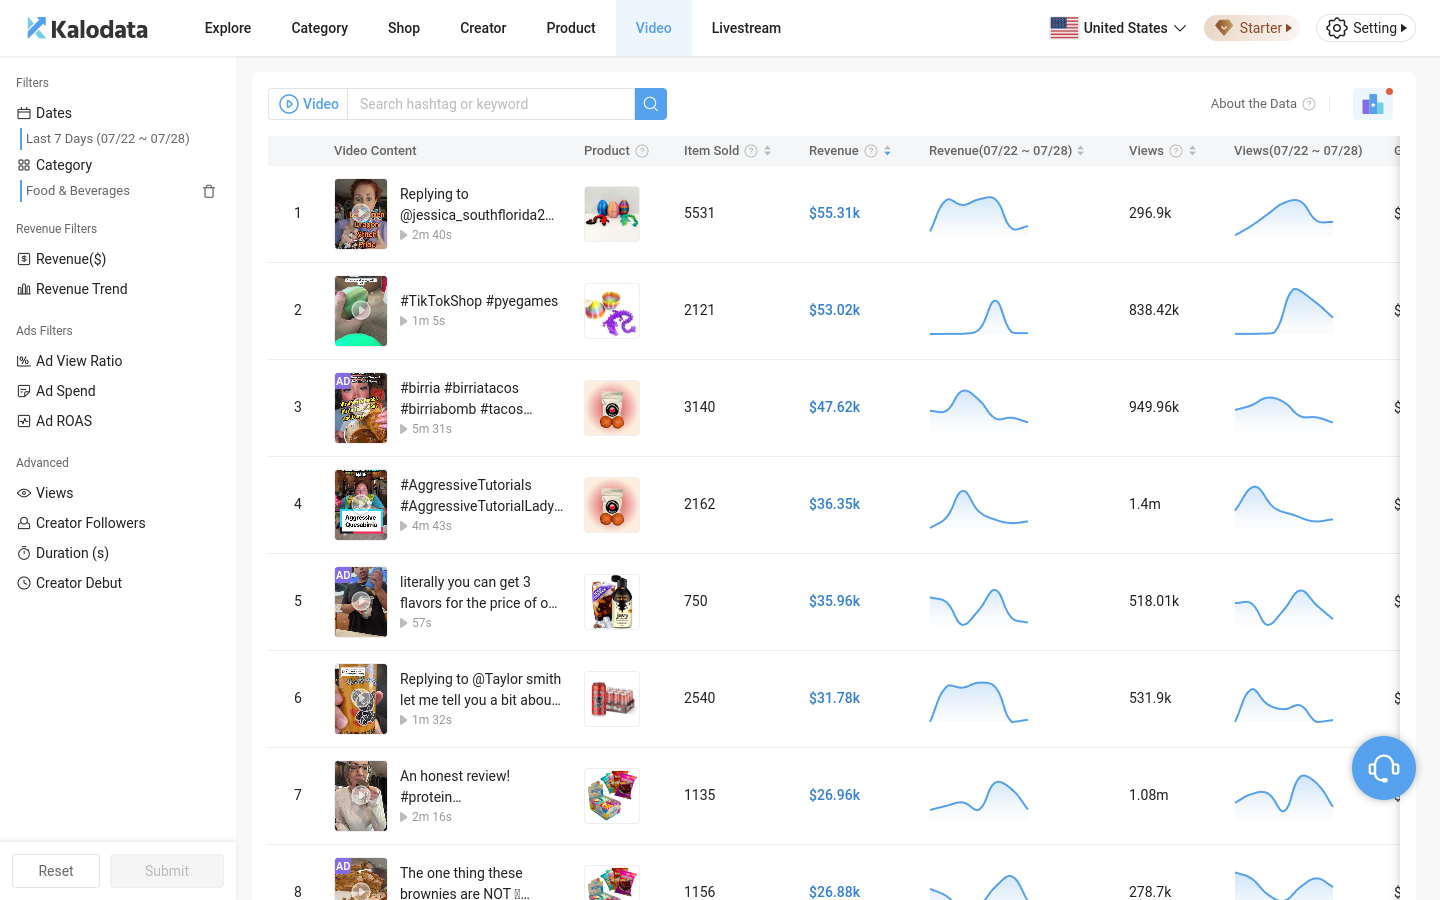 Kalodata
Explore
Category
Shop
Creator
Product
Video
Livestream
United States
Starter
Setting
Filters
Dates
Last 7 Days (07/22 ~ 07/28)
Category
Food & Beverages
Revenue Filters
Revenue($)
Revenue Trend
Ads Filters
Ad View Ratio
Ad Spend
Ad ROAS
Advanced
Views
Creator Followers
Duration (s)
Creator Debut
Reset
Submit
Video
Search hashtag or keyword
About the Data
Video Content
Product
Item Sold
Revenue
Revenue(07/22 ~ 07/28)
Views
Views(07/22 ~ 07/28)
1
Replying to
@jessica_southflorida2...
2m 40s
5531
$55.31k
296.9k
$
2
#TikTokShop #pyegames
1m 5s
2121
$53.02k
838.42k
$
3
AD
#birria #birriatacos
#birriabomb #tacos...
5m 31s
3140
$47.62k
949.96k
$
4
Aggressive
Quesabirria
#AggressiveTutorials
#AggressiveTutorialLady...
4m 43s
2162
$36.35k
1.4m
$
5
AD
literally you can get 3
flavors for the price of o...
57s
750
$35.96k
518.01k
$
6
Replying to @Taylor smith
let me tell you a bit abou...
1m 32s
2540
$31.78k
531.9k
$
7
An honest review!
#protein...
2m 16s
1135
$26.96k
1.08m
8
AD
The one thing these
brownies are NOT ...
1156
$26.88k
278.7k
$